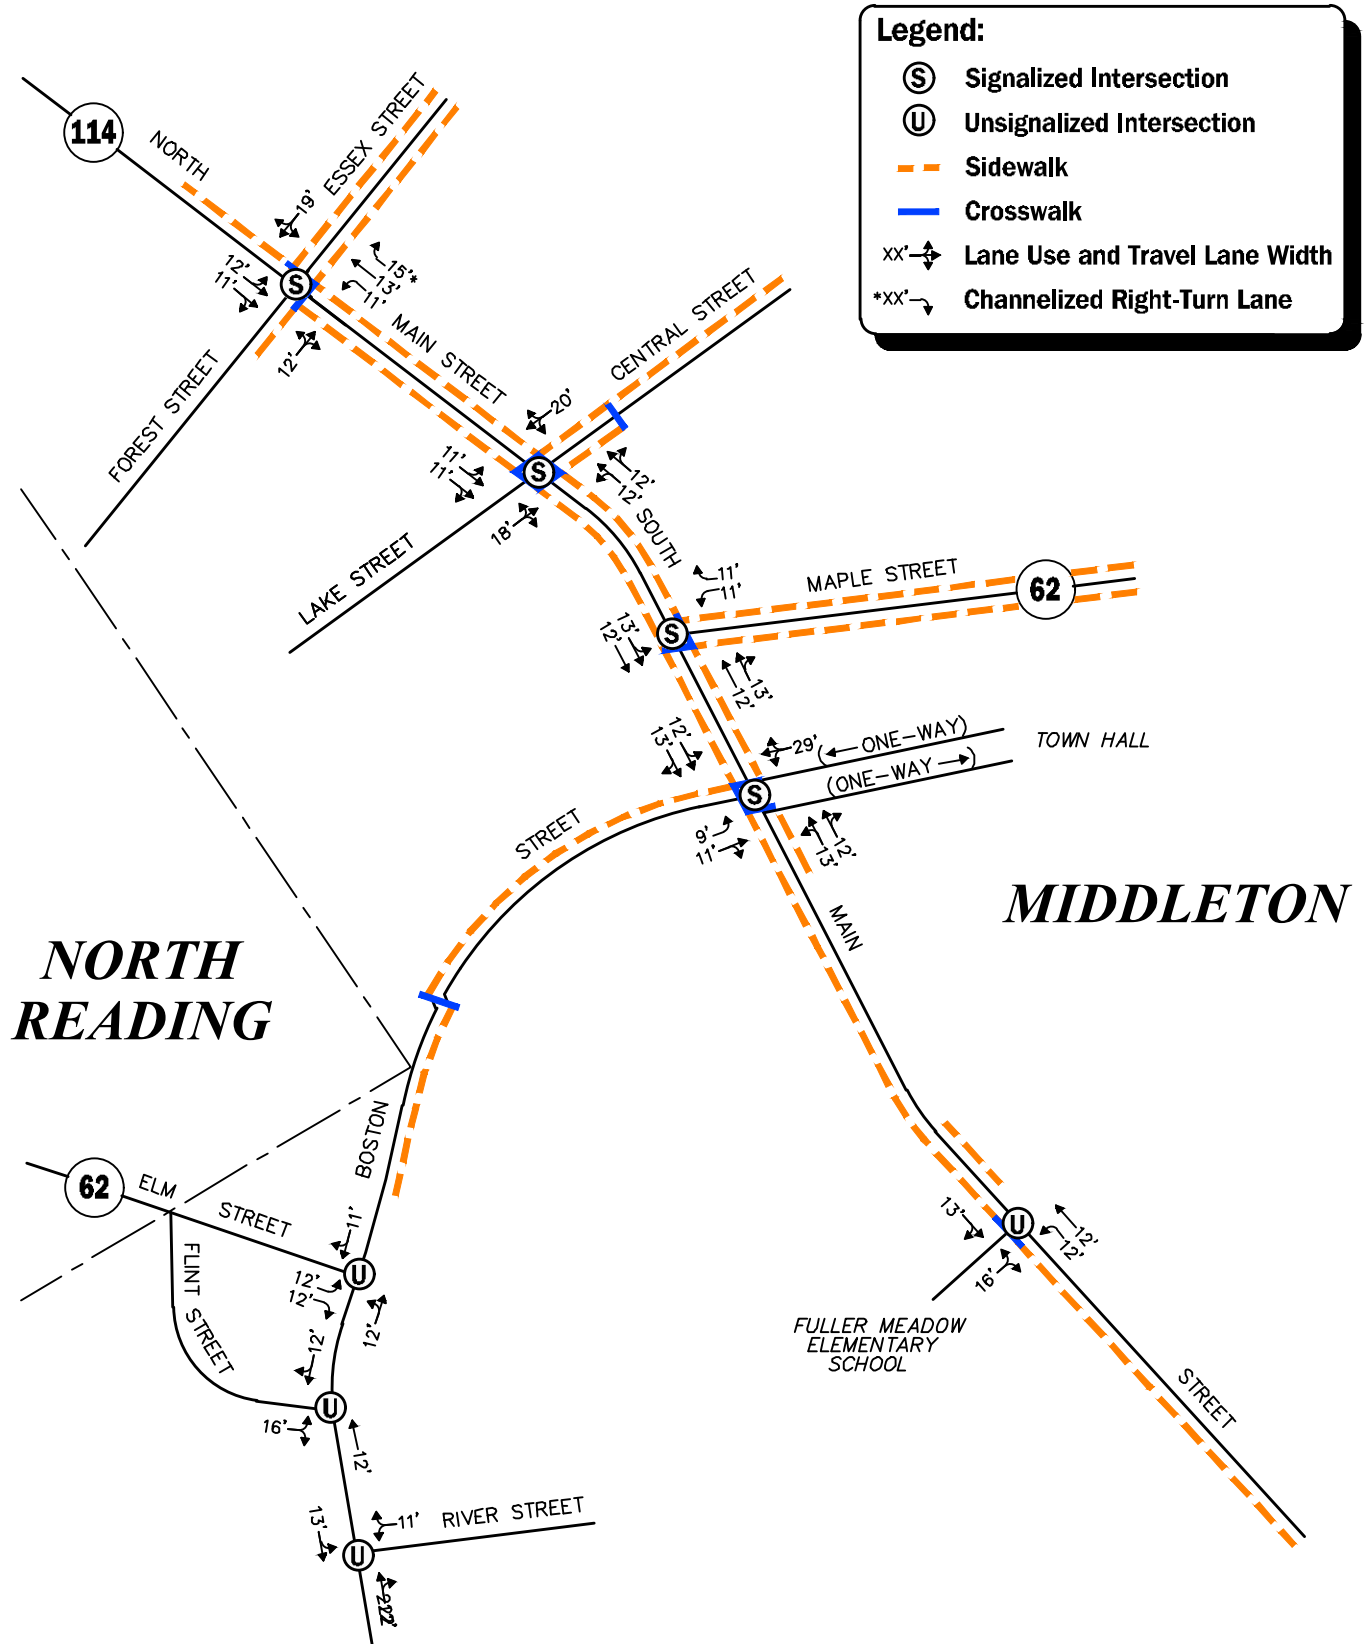 Legend:
S Signalized Intersection
U Unsignalized Intersection
Sidewalk
Crosswalk
XX' Lane Use and Travel Lane Width
*XX' Channelized Right-Turn Lane
114
NORTH
ESSEX STREET
19'
12'
11'
S
15'*
13'
11'
12'
FOREST STREET
MAIN STREET
CENTRAL STREET
20'
11'
11'
S
12'
12'
18'
LAKE STREET
SOUTH
11'
11'
MAPLE STREET
62
13'
12'
S
13'
12'
12'
13'
29'
(← ONE-WAY)
TOWN HALL
(ONE-WAY →)
S
9'
11'
12'
13'
STREET
MAIN
MIDDLETON
NORTH
READING
BOSTON
62
ELM
STREET
11'
FLINT
STREET
12'
12'
U
12'
12'
U
16'
12'
13'
11'
RIVER STREET
U
13'
U
12'
12'
16'
FULLER MEADOW
ELEMENTARY
SCHOOL
STREET